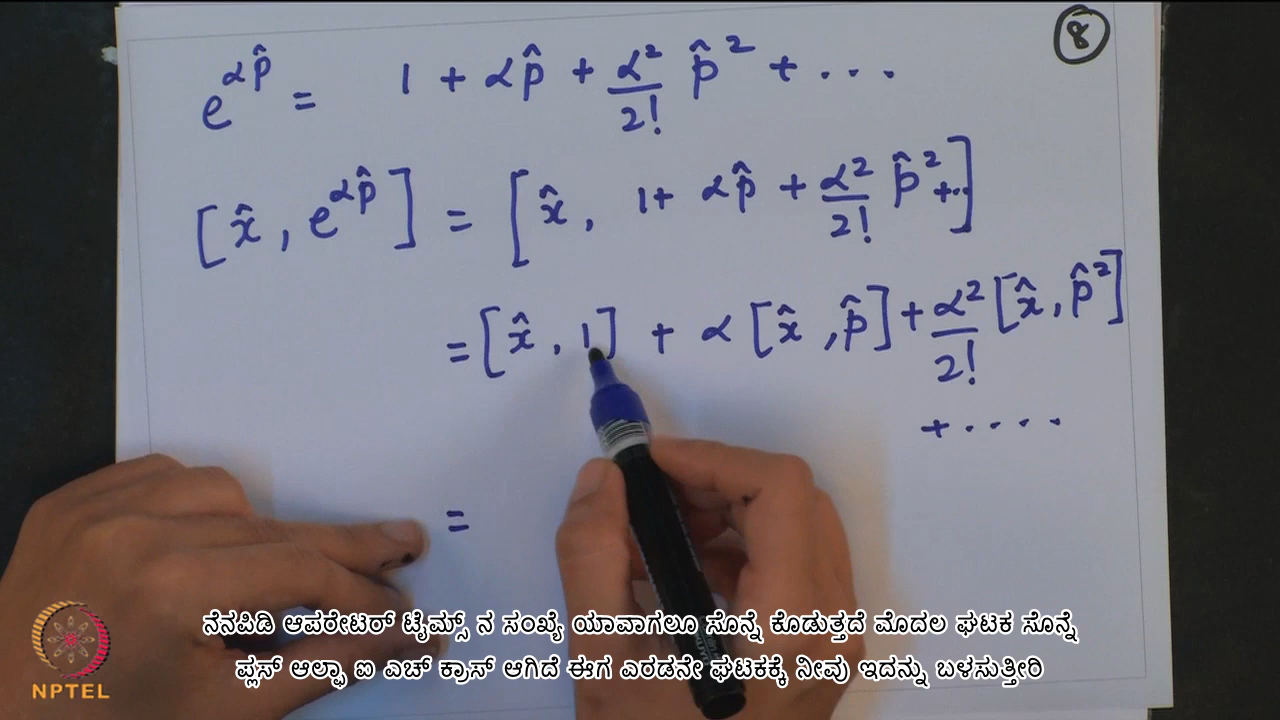 ⑧
e^{αp̂} = 1 + αp̂ + α²/2! p̂² + ...
[x̂, e^{αp̂}] = [x̂, 1+ αp̂ + α²/2! p̂² +..]
= [x̂, 1] + α [x̂, p̂] + α²/2! [x̂, p̂²]
+ ....
=
ನೆನಪಿಡಿ ಆಪರೇಟರ್ ಟೈಮ್ಸ್ ನ ಸಂಖ್ಯೆ ಯಾವಾಗಲೂ ಸೊನ್ನೆ ಕೊಡುತ್ತದೆ ಮೊದಲ ಘಟಕ ಸೊನ್ನೆ
ಪ್ಲಸ್ ಆಲ್ಫಾ ಐ ಎಚ್ ಕ್ರಾಸ್ ಆಗಿದೆ ಈಗ ಎರಡನೇ ಘಟಕಕ್ಕೆ ನೀವು ಇದನ್ನು ಬಳಸುತ್ತೀರಿ
NPTEL